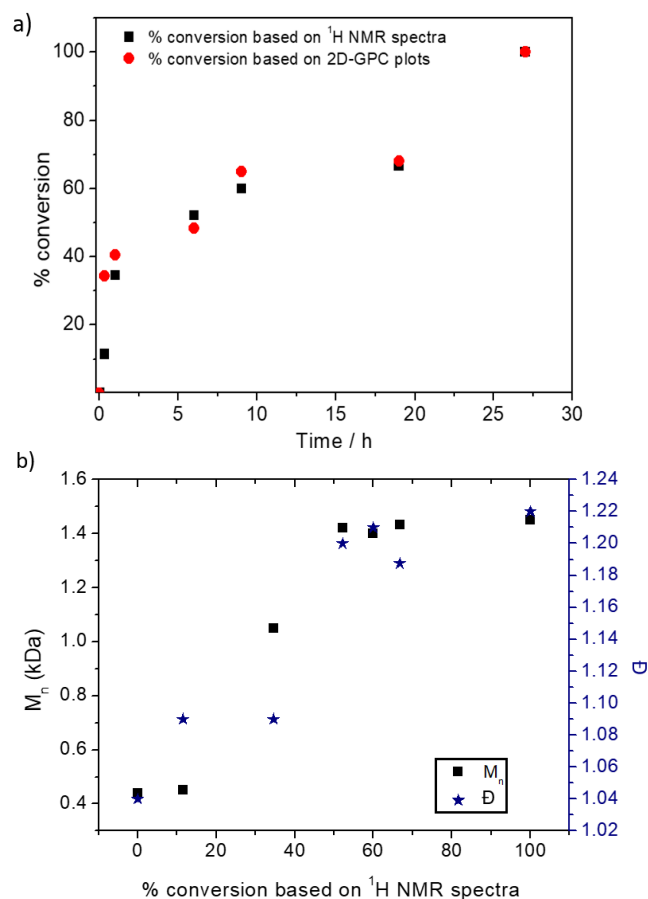 a)
% conversion based on ¹H NMR spectra
% conversion based on 2D-GPC plots
100
80
60
40
20
% conversion
0 5 10 15 20 25 30
Time / h
b)
1.6
1.4
1.2
1.0
0.8
0.6
0.4
Mₙ (kDa)
1.24
1.22
1.20
1.18
1.16
1.14
1.12
1.10
1.08
1.06
1.04
1.02
Đ
Mₙ
Đ
0 20 40 60 80 100
% conversion based on ¹H NMR spectra